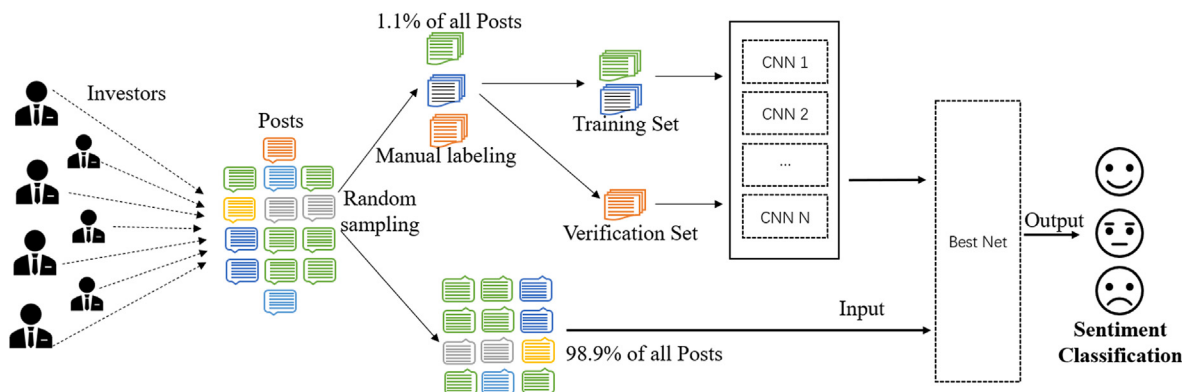 1.1% of all Posts
Investors
Posts
Manual labeling
Random
sampling
Training Set
Verification Set
CNN 1
CNN 2
...
CNN N
98.9% of all Posts
Input
Best Net
Output
Sentiment
Classification